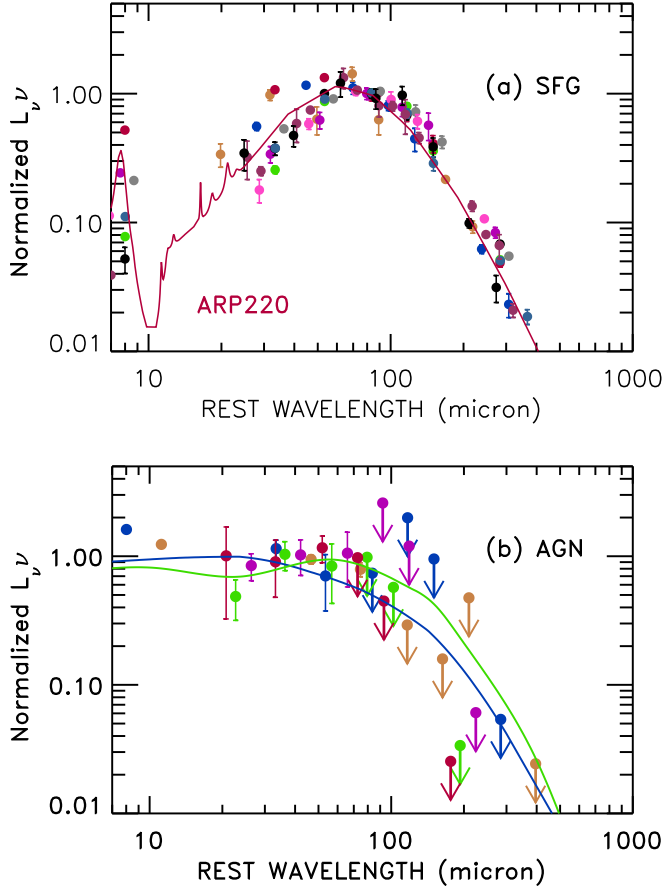 Normalized L_ν ν
1.00
0.10
0.01
(a) SFG
ARP220
10 100 1000
REST WAVELENGTH (micron)
Normalized L_ν ν
1.00
0.10
0.01
(b) AGN
10 100 1000
REST WAVELENGTH (micron)